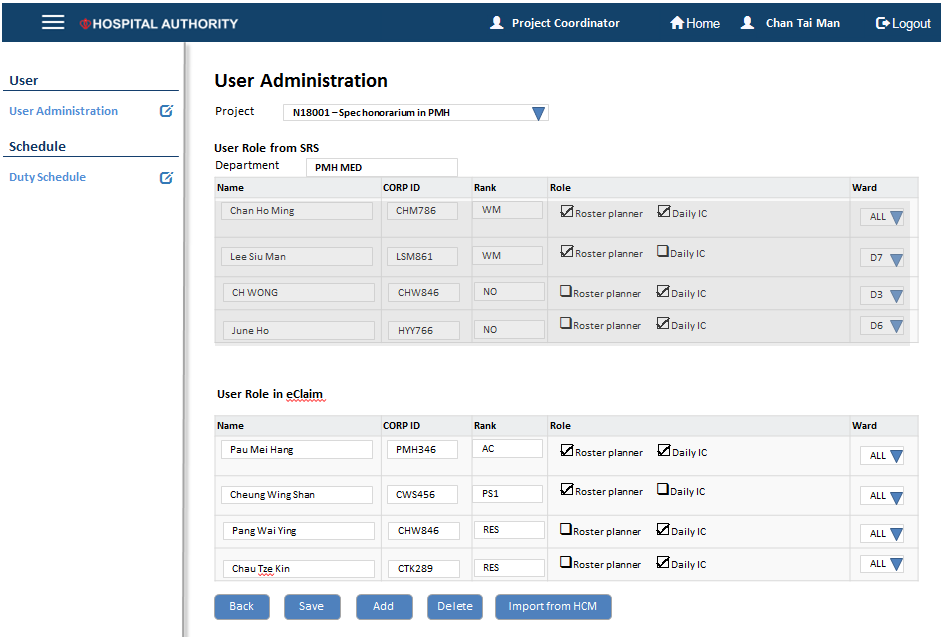 HOSPITAL AUTHORITY Project Coordinator Home Chan Tai Man Logout
User
User Administration
Schedule
Duty Schedule
User Administration
Project N18001 – Spec honorarium in PMH
User Role from SRS
Department PMH MED
Name CORP ID Rank Role Ward
Chan Ho Ming CHM786 WM Roster planner Daily IC ALL
Lee Siu Man LSM861 WM Roster planner Daily IC D7
CH WONG CHW846 NO Roster planner Daily IC D3
June Ho HYY766 NO Roster planner Daily IC D6
User Role in eClaim
Name CORP ID Rank Role Ward
Pau Mei Hang PMH346 AC Roster planner Daily IC ALL
Cheung Wing Shan CWS456 PS1 Roster planner Daily IC ALL
Pang Wai Ying CHW846 RES Roster planner Daily IC ALL
Chau Tze Kin CTK289 RES Roster planner Daily IC ALL
Back Save Add Delete Import from HCM